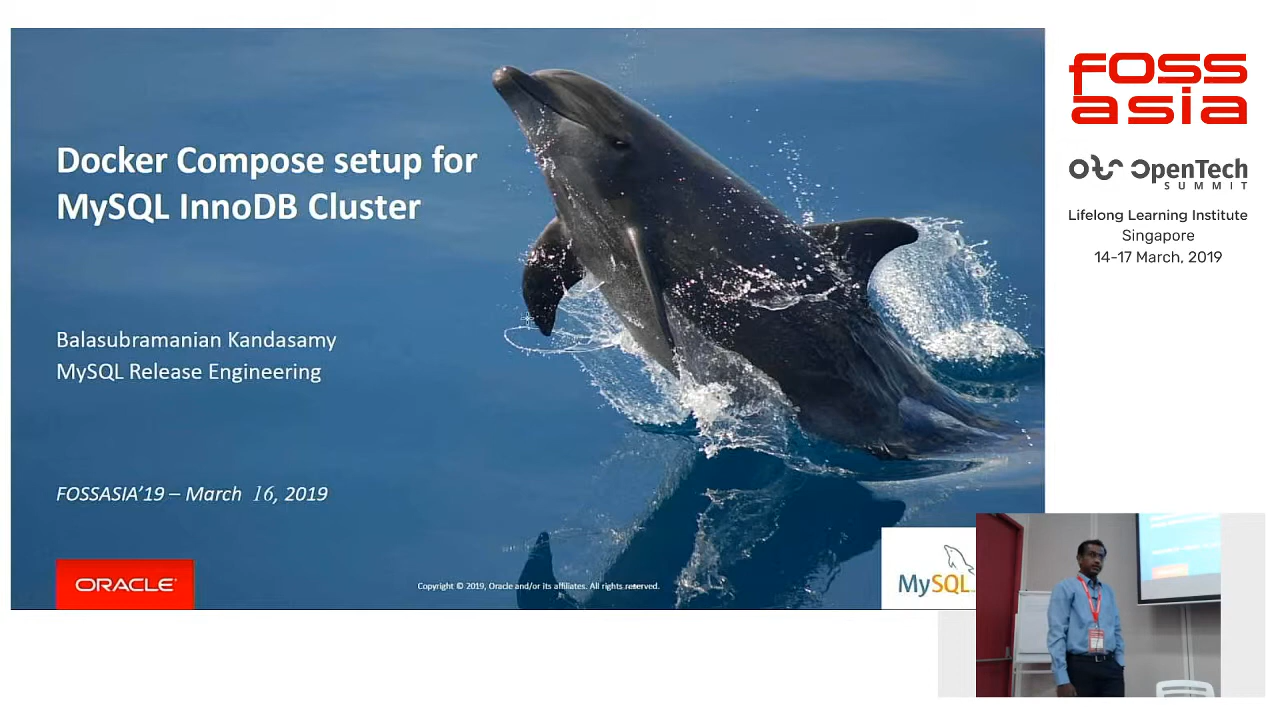 Docker Compose setup for
MySQL InnoDB Cluster
Balasubramanian Kandasamy
MySQL Release Engineering
FOSSASIA'19 – March 16, 2019
ORACLE
Copyright © 2019, Oracle and/or its affiliates. All rights reserved.
MySQL
FOSS
asia
OpenTech
SUMMIT
Lifelong Learning Institute
Singapore
14-17 March, 2019